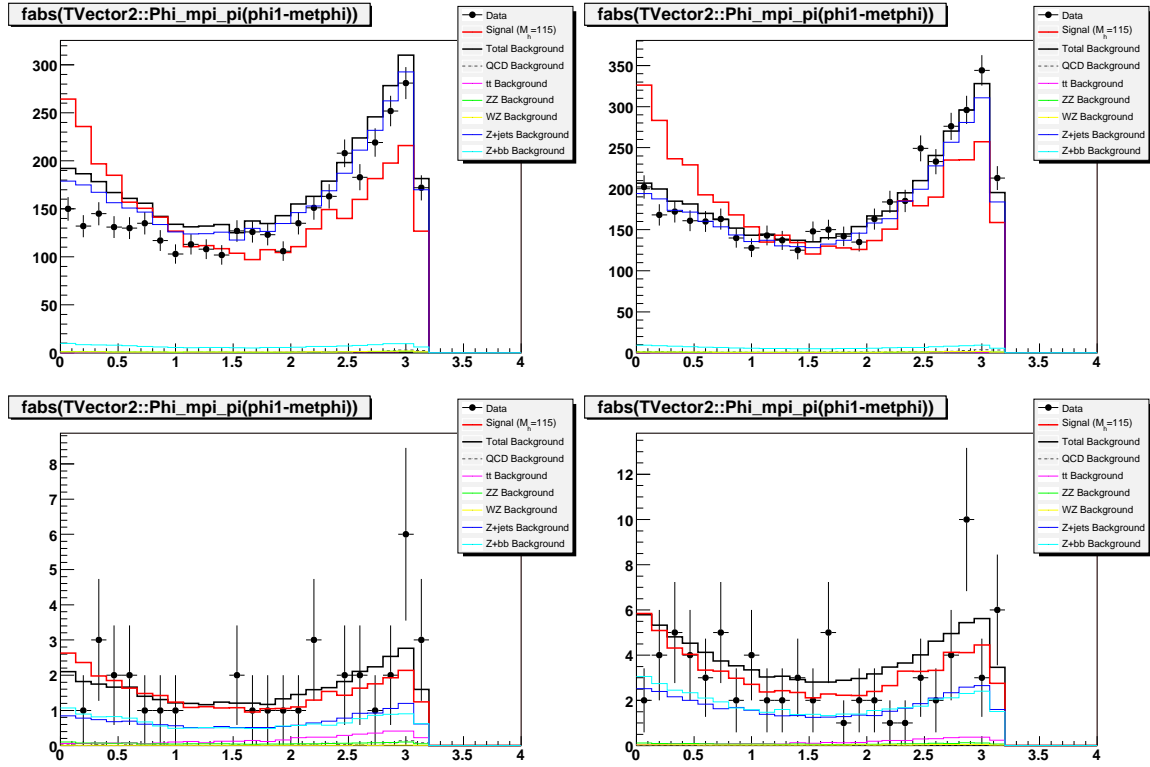 fabs(TVector2::Phi_mpi_pi(phi1-metphi))
Data
Signal (M_h=115)
Total Background
QCD Background
tt Background
ZZ Background
WZ Background
Z+jets Background
Z+bb Background
300
250
200
150
100
50
0
0 0.5 1 1.5 2 2.5 3 3.5 4
fabs(TVector2::Phi_mpi_pi(phi1-metphi))
Data
Signal (M_h=115)
Total Background
QCD Background
tt Background
ZZ Background
WZ Background
Z+jets Background
Z+bb Background
350
300
250
200
150
100
50
0
0 0.5 1 1.5 2 2.5 3 3.5 4
fabs(TVector2::Phi_mpi_pi(phi1-metphi))
Data
Signal (M_h=115)
Total Background
QCD Background
tt Background
ZZ Background
WZ Background
Z+jets Background
Z+bb Background
8
7
6
5
4
3
2
1
0
0 0.5 1 1.5 2 2.5 3 3.5 4
fabs(TVector2::Phi_mpi_pi(phi1-metphi))
Data
Signal (M_h=115)
Total Background
QCD Background
tt Background
ZZ Background
WZ Background
Z+jets Background
Z+bb Background
12
10
8
6
4
2
0
0 0.5 1 1.5 2 2.5 3 3.5 4